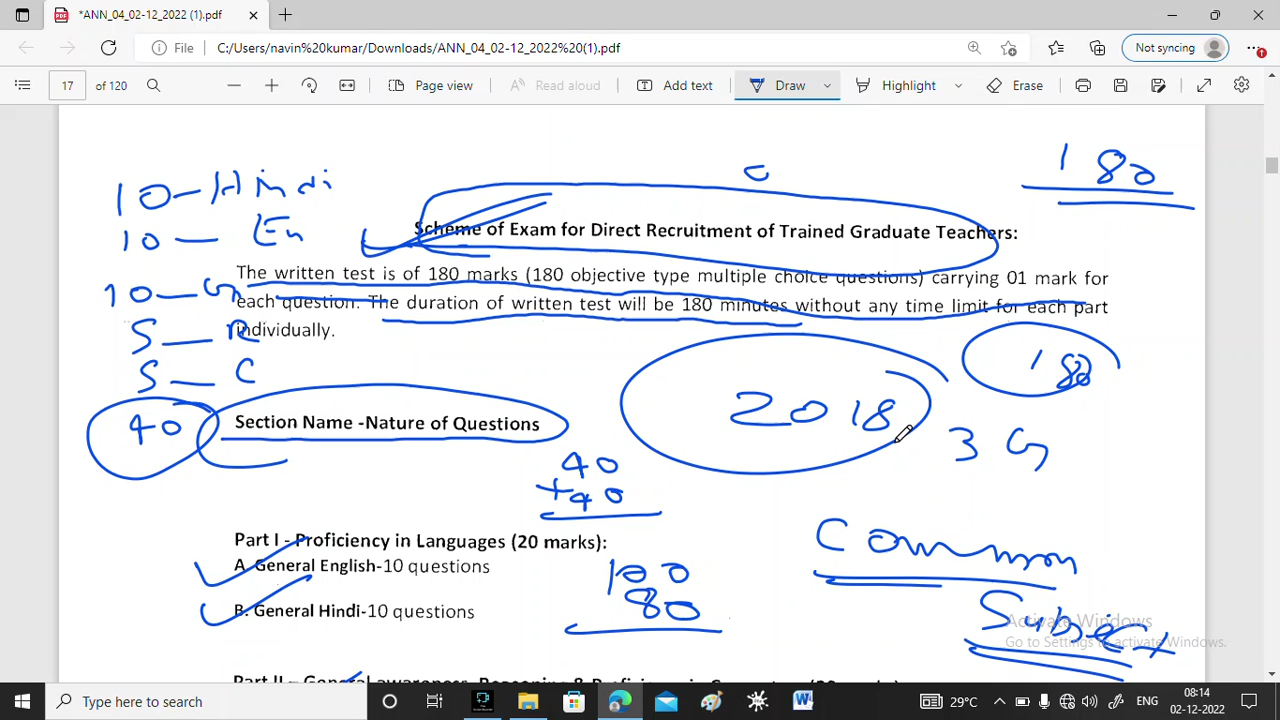 *ANN_04_02-12_2022 (1).pdf
File C:/Users/navin%20kumar/Downloads/ANN_04_02-12_2022%20(1).pdf Not syncing
17 of 120 Page view Read aloud Add text Draw Highlight Erase
180
10 - Hindi
10 - En
10 - G
5 - R
5 - C
40
Scheme of Exam for Direct Recruitment of Trained Graduate Teachers:
The written test is of 180 marks (180 objective type multiple choice questions) carrying 01 mark for
each question. The duration of written test will be 180 minutes without any time limit for each part
individually.
180
2018
3 G
Section Name -Nature of Questions
40
+40
100
80
Common
Subject
Part I - Proficiency in Languages (20 marks):
A. General English-10 questions
B. General Hindi-10 questions
Activate Windows
Go to Settings to activate Windows.
Type here to search
29°C ENG 08:14
02-12-2022